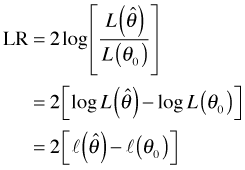 LR = 2 log[ L(θ̂) / L(θ₀) ]
= 2[ log L(θ̂) − log L(θ₀) ]
= 2[ ℓ(θ̂) − ℓ(θ₀) ]